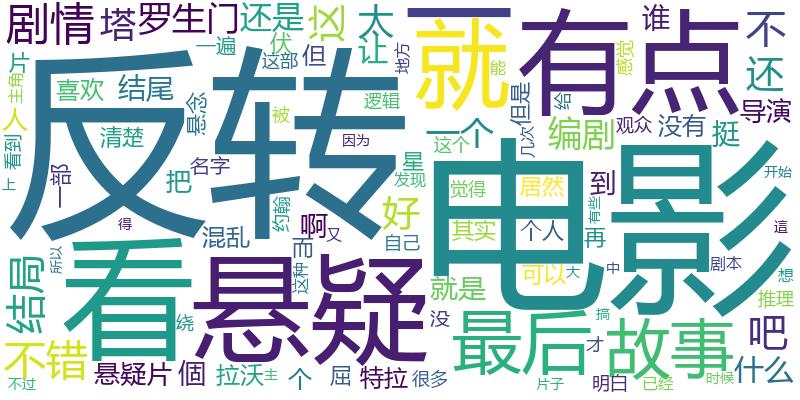 剧情
塔
罗生门
还是
这
太
一
有点
谁
不
片
主角
一遍
伏
这部
但
让
地方
就
能
感觉
还
人
喜欢
结尾
悬念
反转
被
逻辑
但是
给
导演
上
看到
清楚
一个
编剧
观众
没有
挺
因为
这个
几次
一部
把
名字
星
发现
觉得
居然
到
开始
得
约翰
好
电影
有些
混乱
啊
又
自己
其实
个人
再
這
结局
所以
看
悬疑
而
这种
可以
大
中
剧本
想
就是
推理
绕
没
最后
搞
才
故事
吧
不错
不过
悬疑片
個
拉沃
主
个
屈
特拉
很多
片子
明白
已经
时候
什么